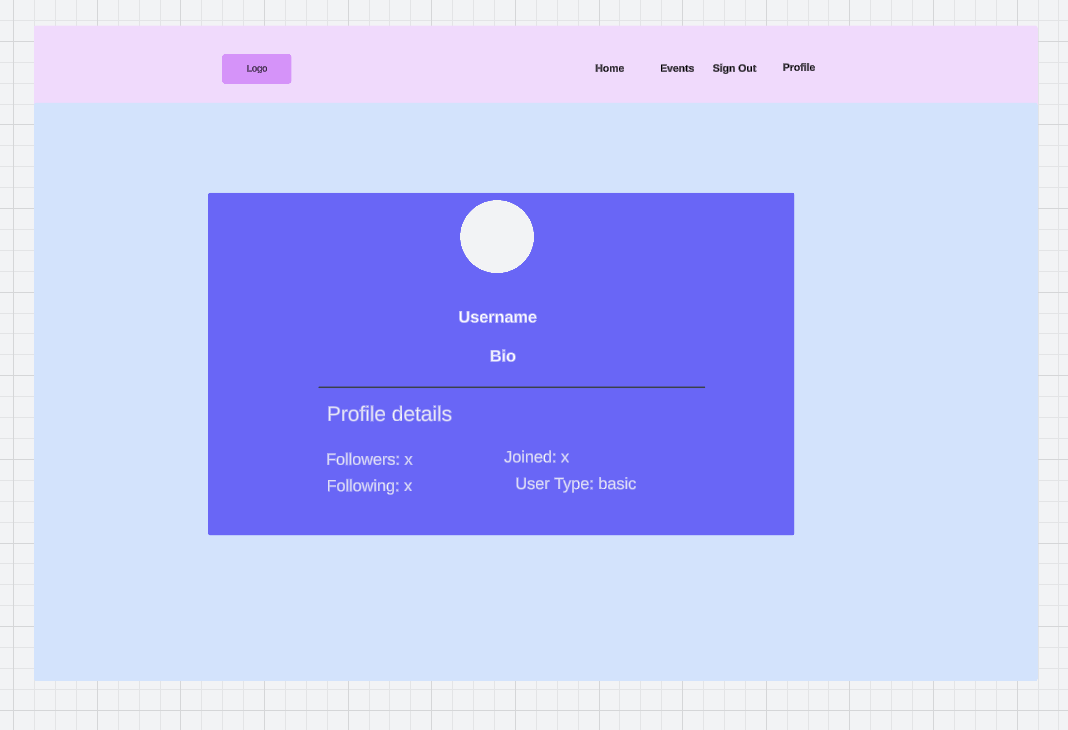 Logo
Home Events Sign Out Profile
Username
Bio
Profile details
Followers: x
Joined: x
Following: x
User Type: basic